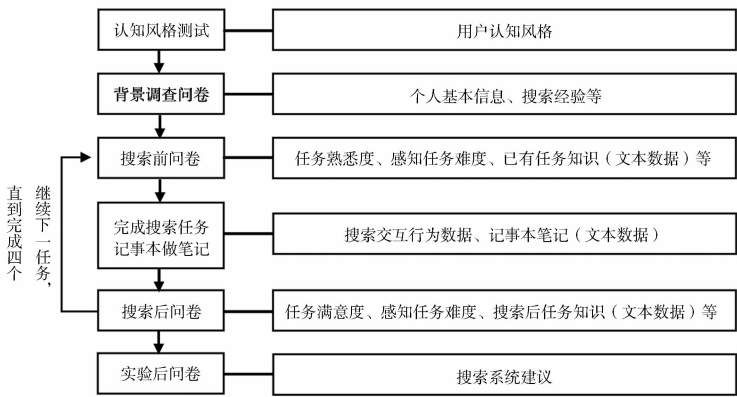 认知风格测试
用户认知风格
背景调查问卷
个人基本信息、搜索经验等
搜索前问卷
任务熟悉度、感知任务难度、已有任务知识（文本数据）等
继续下一任务，
直到完成四个
完成搜索任务
记事本做笔记
搜索交互行为数据、记事本笔记（文本数据）
搜索后问卷
任务满意度、感知任务难度、搜索后任务知识（文本数据）等
实验后问卷
搜索系统建议